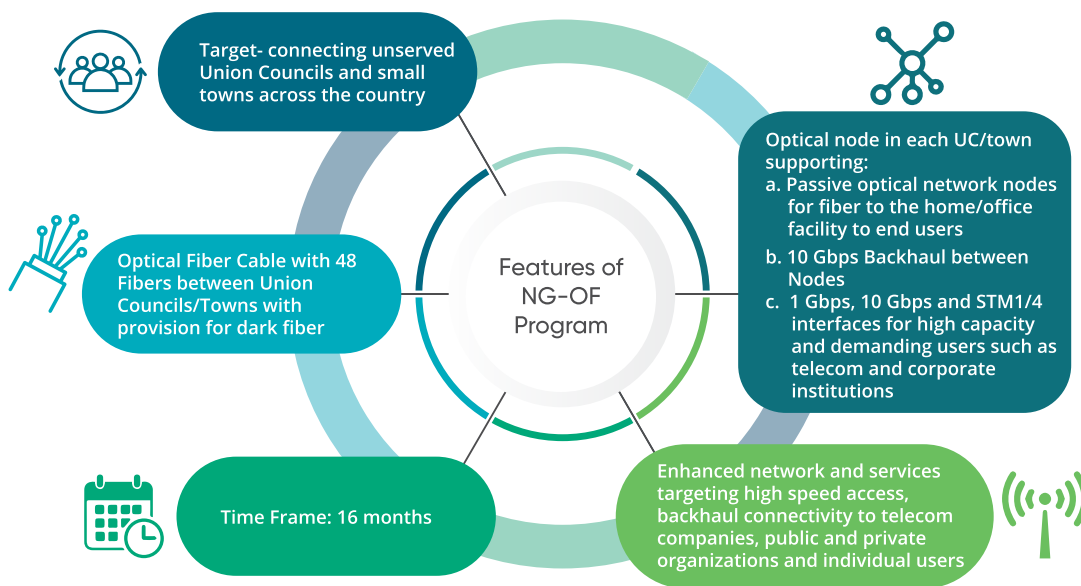 Target- connecting unserved
Union Councils and small
towns across the country
Optical node in each UC/town
supporting:
a. Passive optical network nodes
for fiber to the home/office
facility to end users
b. 10 Gbps Backhaul between
Nodes
c. 1 Gbps, 10 Gbps and STM1/4
interfaces for high capacity
and demanding users such as
telecom and corporate
institutions
Optical Fiber Cable with 48
Fibers between Union
Councils/Towns with
provision for dark fiber
Features of
NG-OF
Program
Time Frame: 16 months
Enhanced network and services
targeting high speed access,
backhaul connectivity to telecom
companies, public and private
organizations and individual users